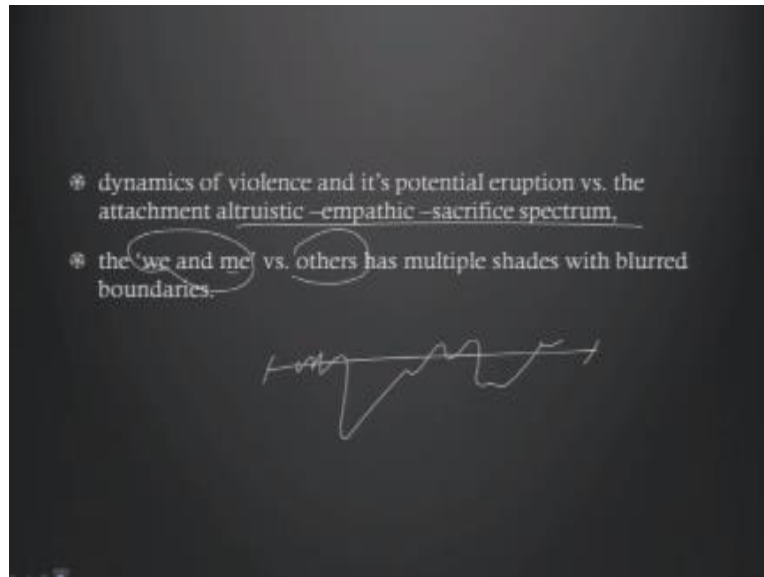 dynamics of violence and it's potential eruption vs. the
attachment altruistic –empathic –sacrifice spectrum,
the 'we and me' vs. others has multiple shades with blurred
boundaries.